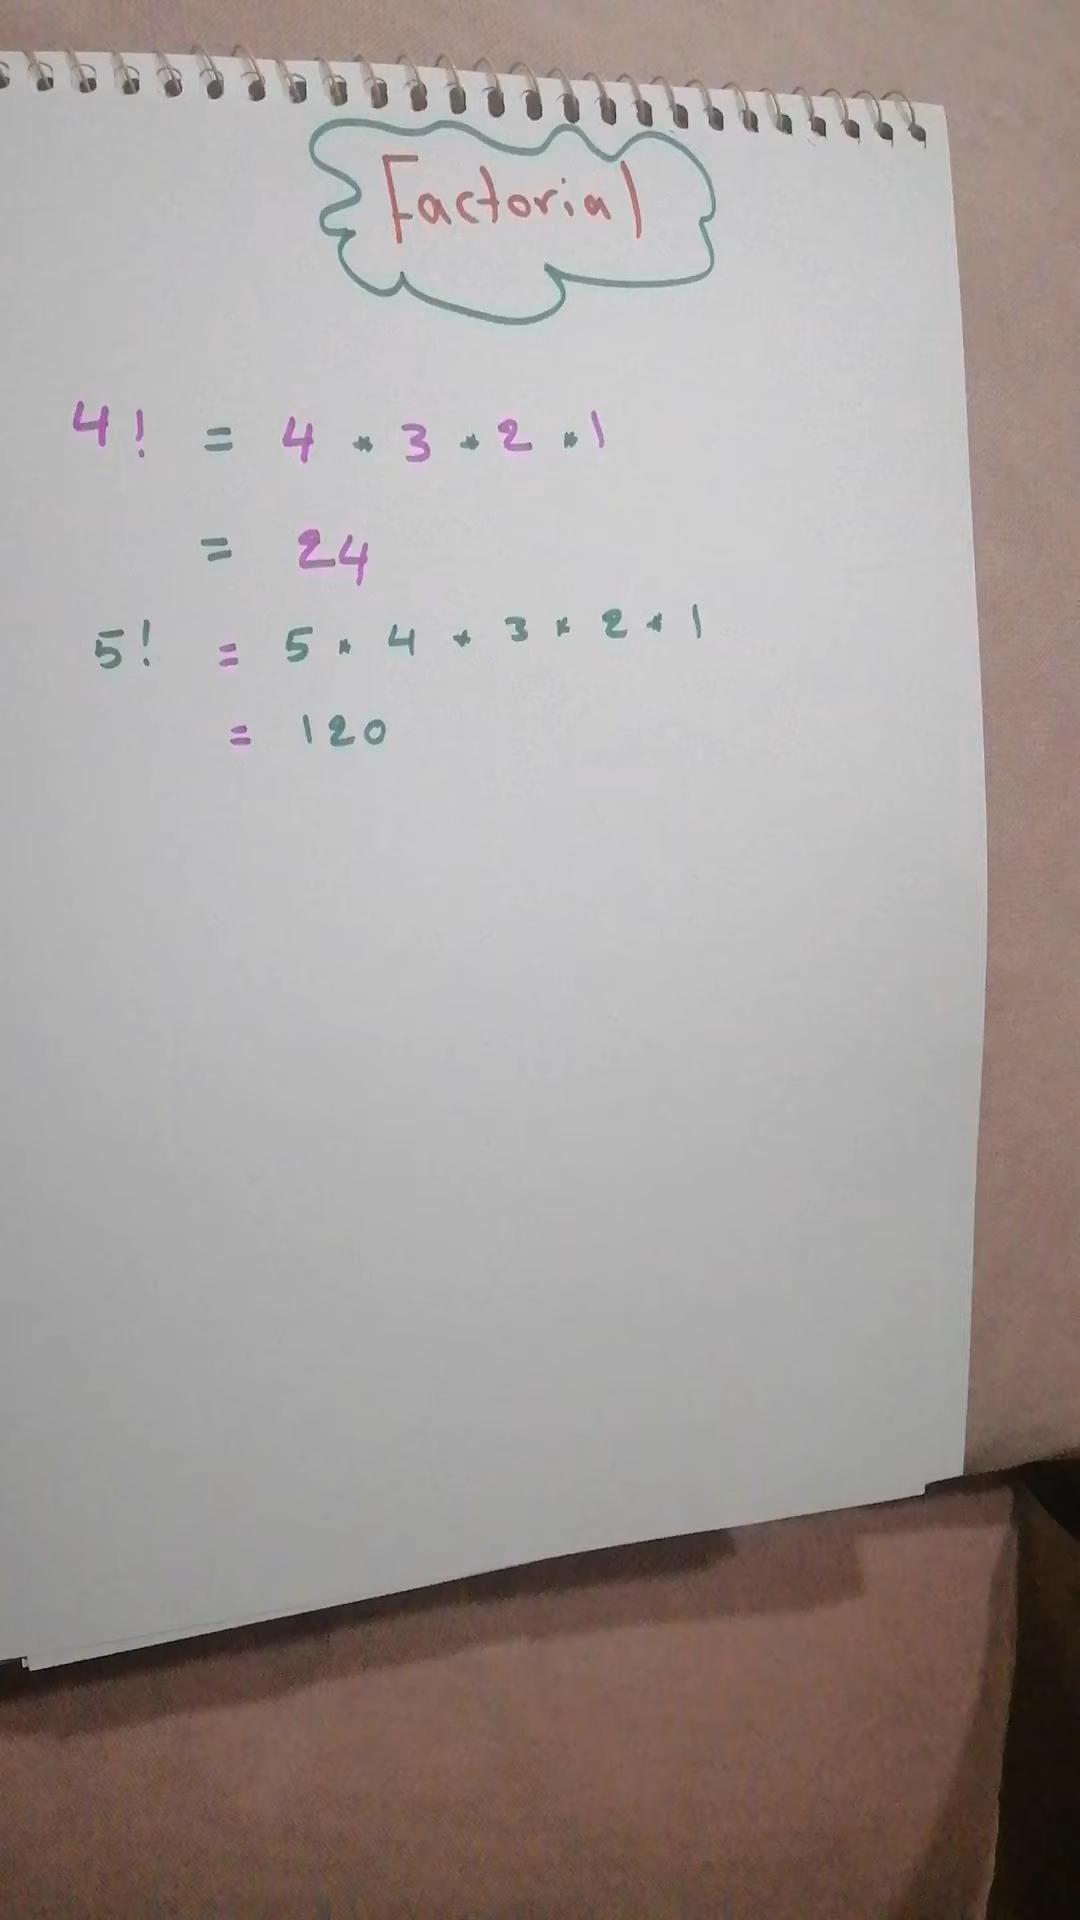 Factorial
4! = 4 * 3 * 2 * 1
= 24
5! = 5 * 4 * 3 * 2 * 1
= 120